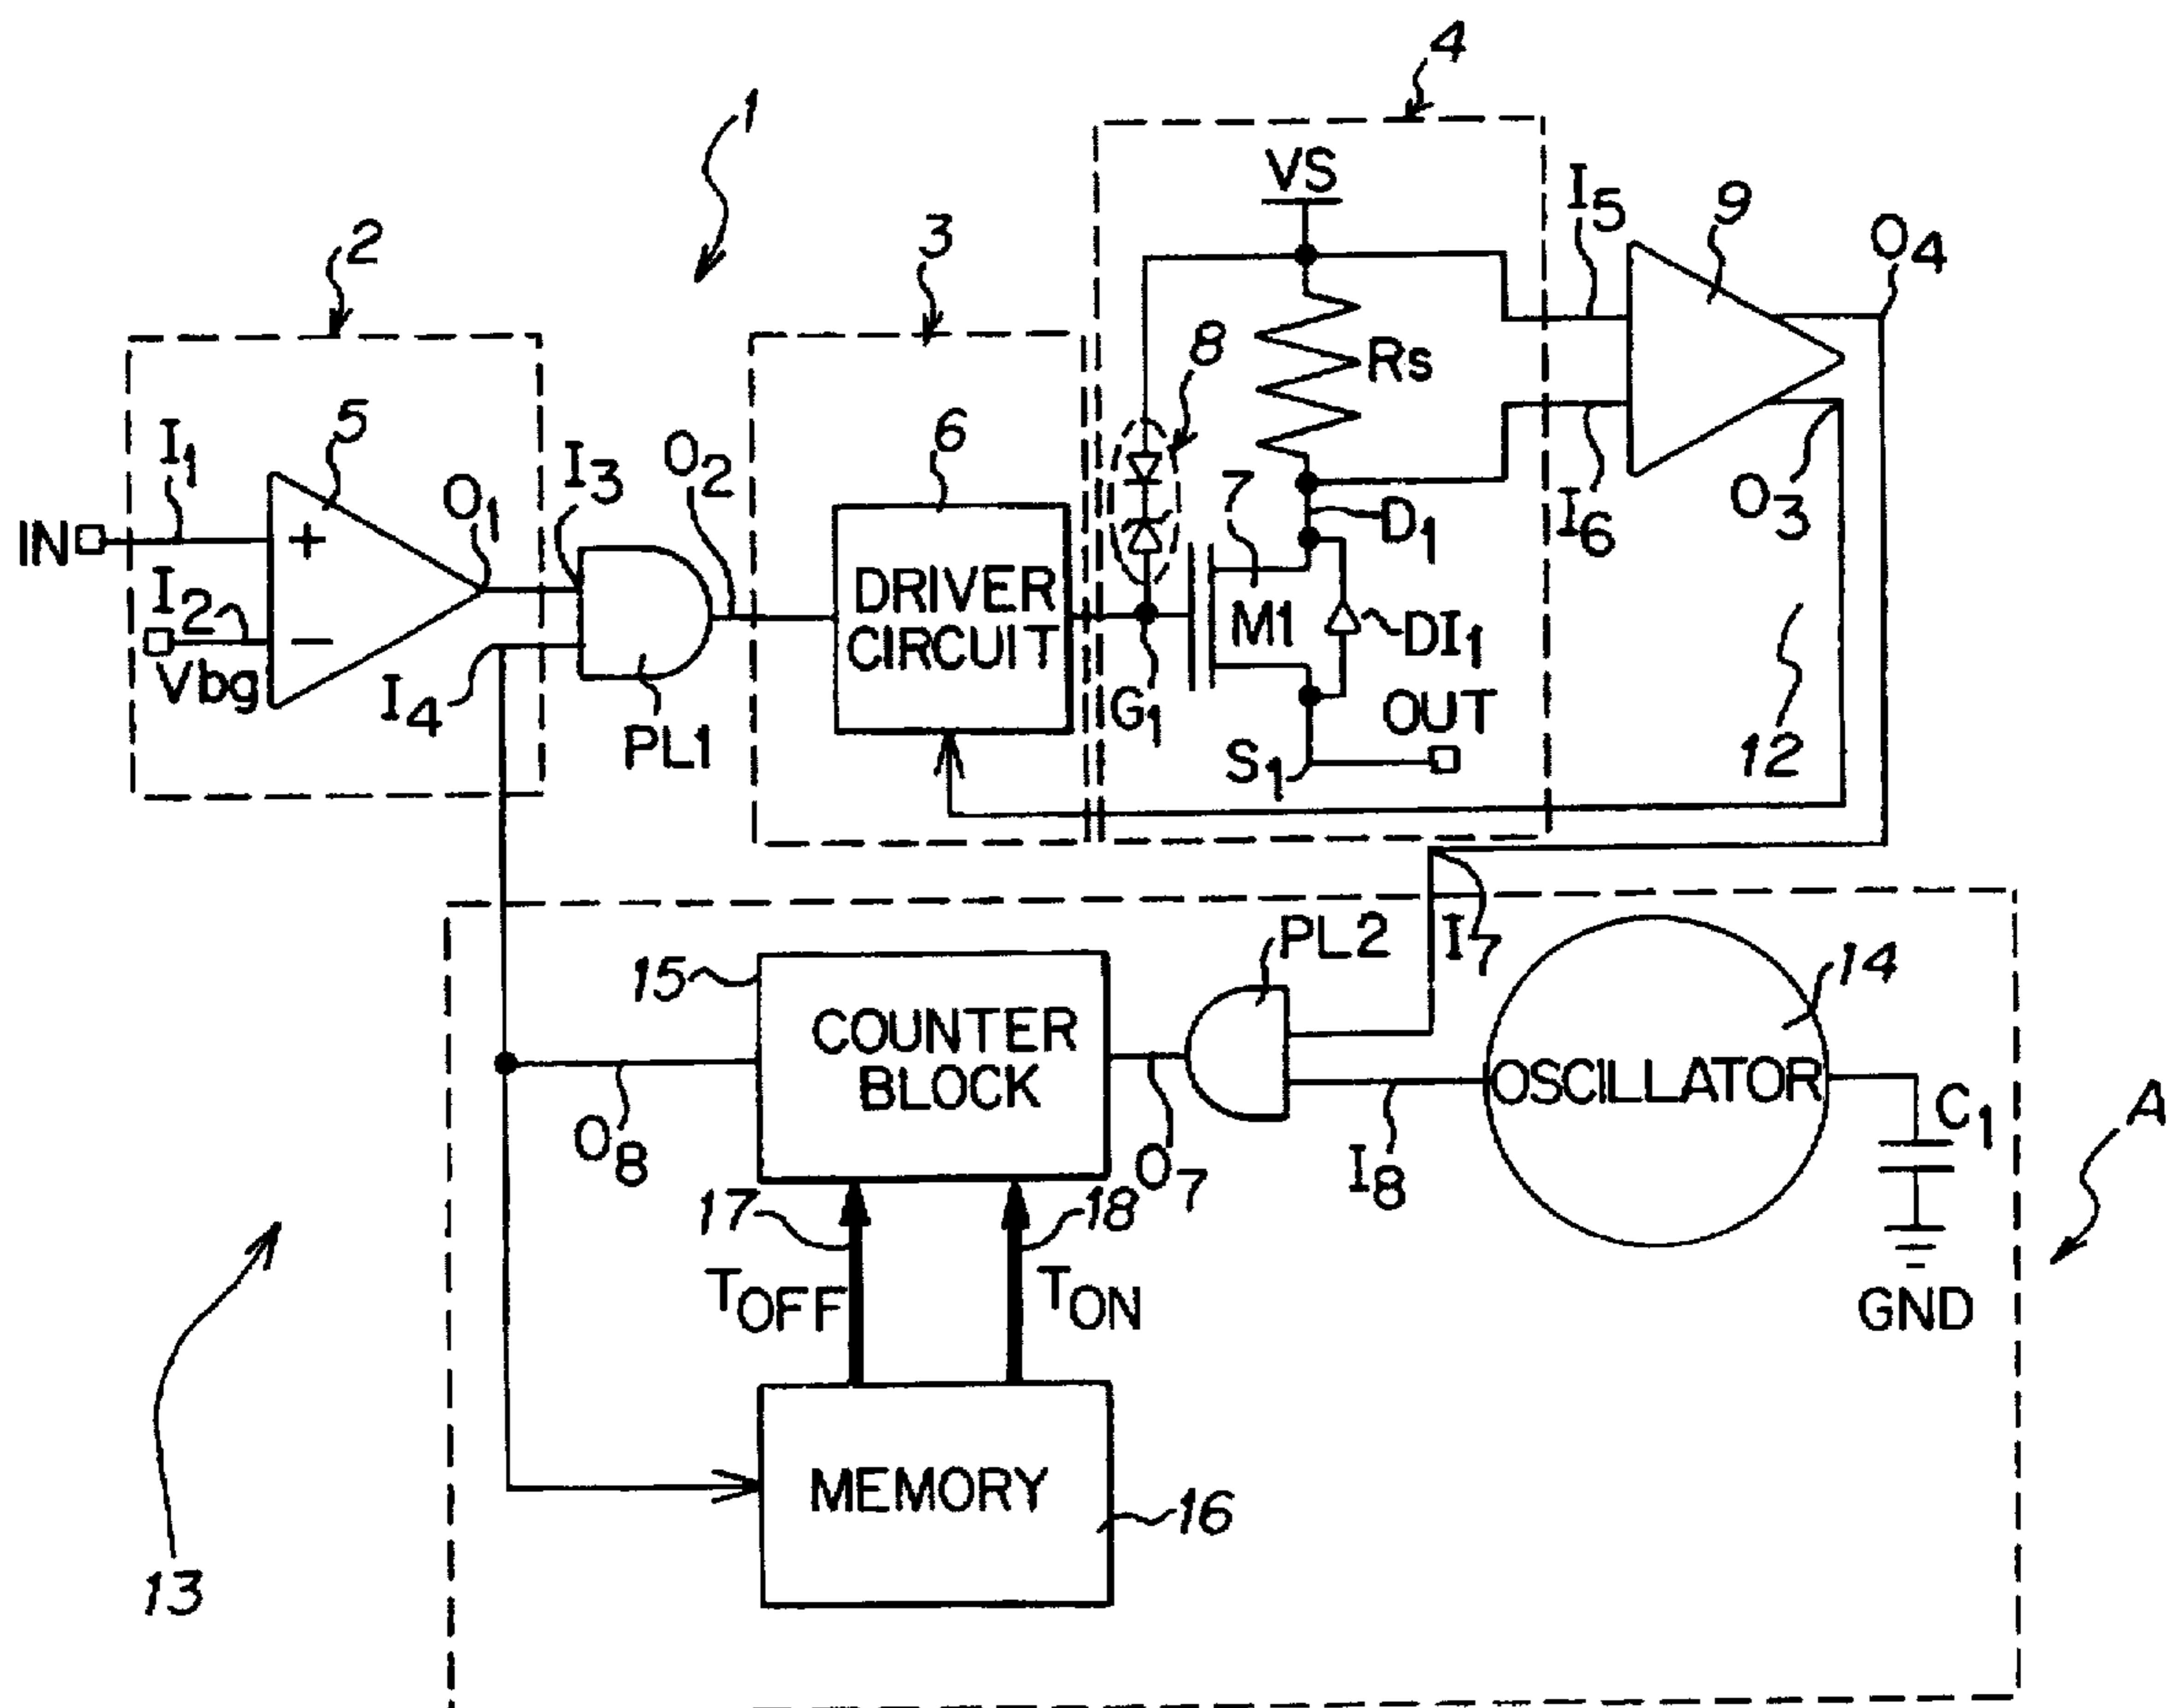 4
1
VS
I5
9
O4
2
3
8
Rs
I1
5
O1
I3
O2
6
7
D1
I6
O3
IN
+
I2
−
Vbg
I4
PL1
DRIVER
CIRCUIT
G1
M1
DI1
OUT
S1
12
PL2
I7
14
15
COUNTER
BLOCK
OSCILLATOR
C1
A
O8
O7
I8
17
18
TOFF
TON
GND
MEMORY
16
13